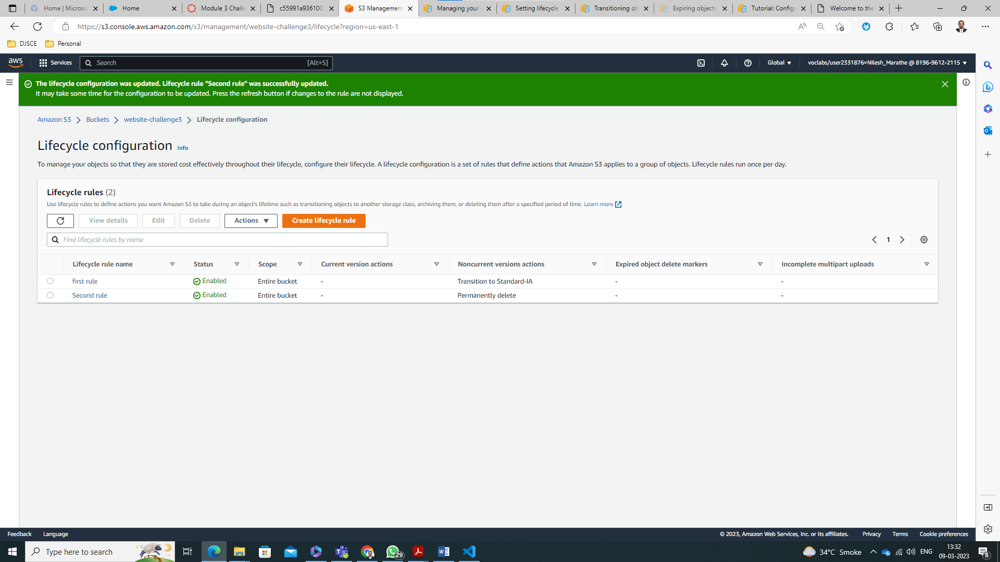 Home | Microso
Home
Module 3 Challe
c55991a936100
S3 Management
Managing your s
Setting lifecycle
Transitioning obj
Expiring objects
Tutorial: Configu
Welcome to the
https://s3.console.aws.amazon.com/s3/management/website-challenge3/lifecycle?region=us-east-1
DJSCE
Personal
aws
Services
Search
[Alt+S]
Global
voclabs/user2331876=Nilesh_Marathe @ 8196-9612-2115
The lifecycle configuration was updated. Lifecycle rule "Second rule" was successfully updated.
It may take some time for the configuration to be updated. Press the refresh button if changes to the rule are not displayed.
Amazon S3 > Buckets > website-challenge3 > Lifecycle configuration
Lifecycle configuration Info
To manage your objects so that they are stored cost effectively throughout their lifecycle, configure their lifecycle. A lifecycle configuration is a set of rules that define actions that Amazon S3 applies to a group of objects. Lifecycle rules run once per day.
Lifecycle rules (2)
Use lifecycle rules to define actions you want Amazon S3 to take during an object's lifetime such as transitioning objects to another storage class, archiving them, or deleting them after a specified period of time. Learn more
View details
Edit
Delete
Actions
Create lifecycle rule
Find lifecycle rules by name
1
Lifecycle rule name Status Scope Current version actions Noncurrent versions actions Expired object delete markers Incomplete multipart uploads
first rule Enabled Entire bucket - Transition to Standard-IA - -
Second rule Enabled Entire bucket - Permanently delete - -
Feedback
Language
© 2023, Amazon Web Services, Inc. or its affiliates.
Privacy
Terms
Cookie preferences
Type here to search
29
34°C Smoke
ENG
13:32
09-03-2023
8